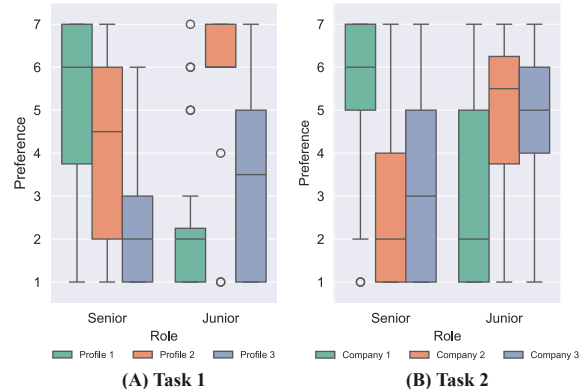 Preference
7
6
5
4
3
2
1
Senior
Junior
Role
Profile 1
Profile 2
Profile 3
(A) Task 1
Preference
7
6
5
4
3
2
1
Senior
Junior
Role
Company 1
Company 2
Company 3
(B) Task 2